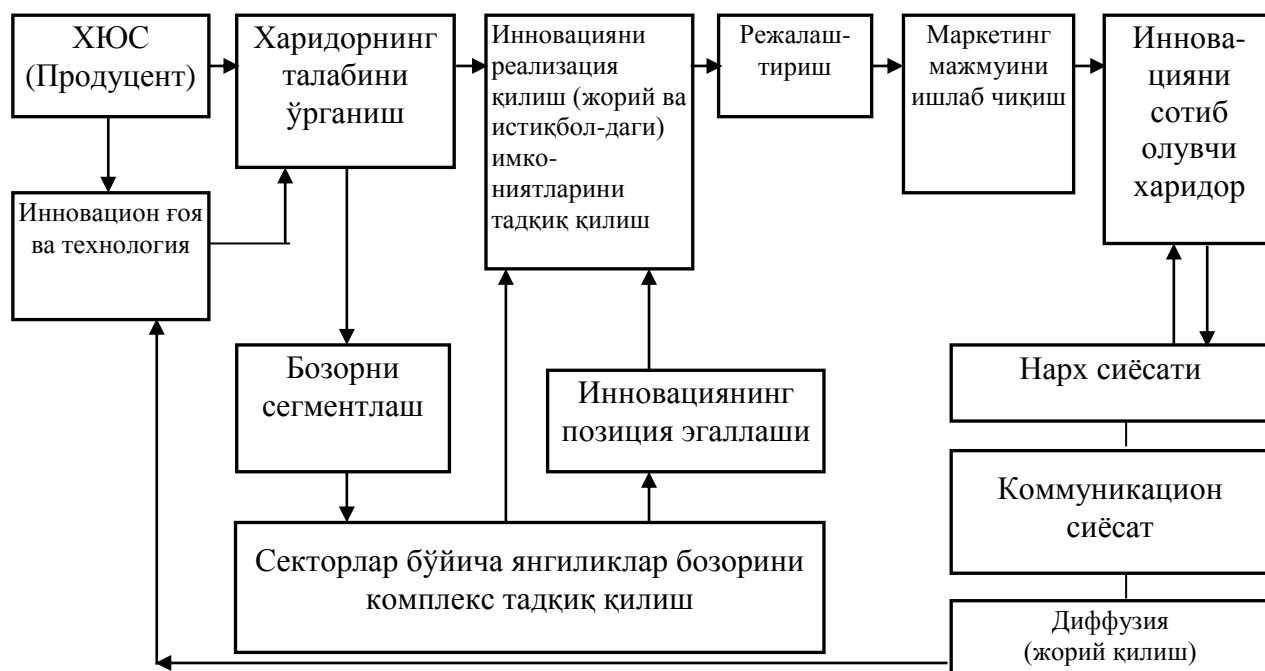 ХЮС
(Продуцент)
Харидорнинг
талабини
ўрганиш
Инновацияни
реализация
қилиш (жорий ва
истиқбол-даги)
имко-
ниятларини
тадқиқ қилиш
Режалаш-
тириш
Маркетинг
мажмуини
ишлаб чиқиш
Иннова-
цияни
сотиб
олувчи
харидор
Инновацион ғоя
ва технология
Бозорни
сегментлаш
Инновациянинг
позиция эгаллаши
Нарх сиёсати
Коммуникацион
сиёсат
Секторлар бўйича янгиликлар бозорини
комплекс тадқиқ қилиш
Диффузия
(жорий қилиш)